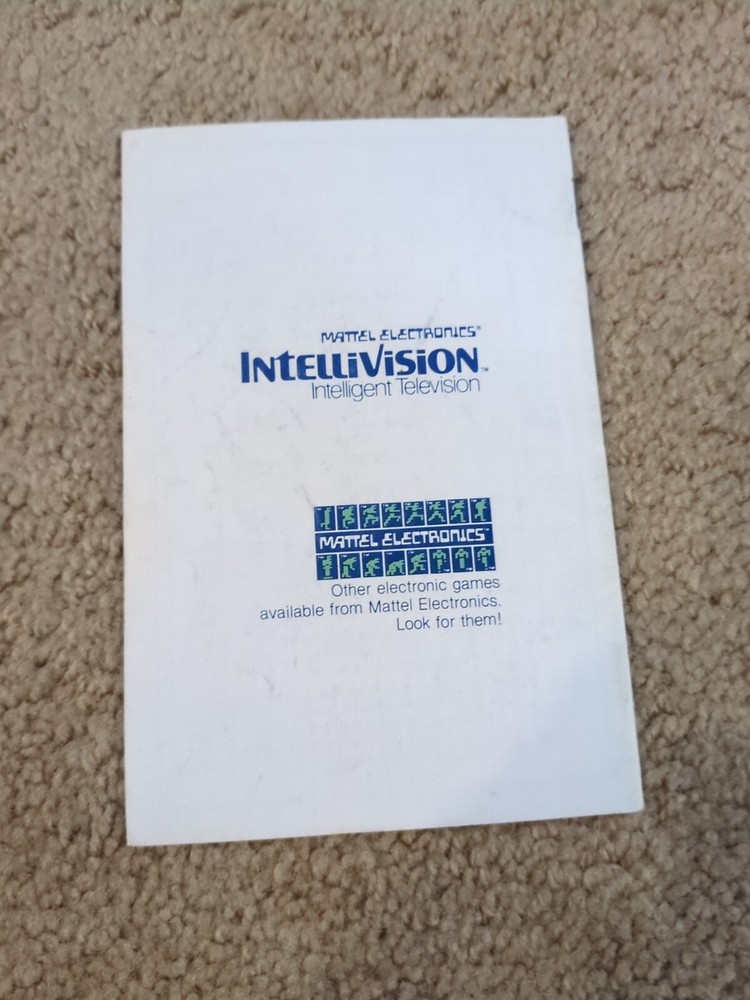 MATTEL ELECTRONICS®
INTELLIVISION™
Intelligent Television
MATTEL ELECTRONICS™
Other electronic games
available from Mattel Electronics.
Look for them!